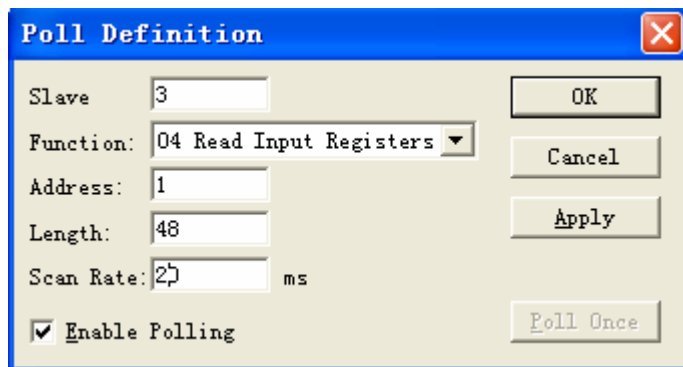 Poll Definition
Slave 3
OK
Function: 04 Read Input Registers
Cancel
Address: 1
Apply
Length: 48
Scan Rate: ms
Enable Polling
Poll Once